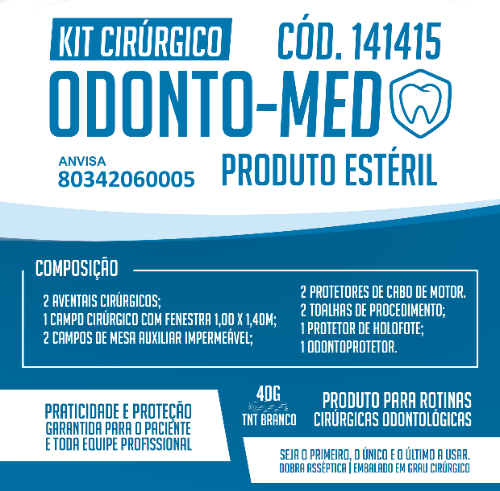 KIT CIRÚRGICO
CÓD. 141415
ODONTO-MED
ANVISA
80342060005
PRODUTO ESTÉRIL
COMPOSIÇÃO
2 AVENTAIS CIRÚRGICOS;
1 CAMPO CIRÚRGICO COM FENESTRA 1,00 X 1,40M;
2 CAMPOS DE MESA AUXILIAR IMPERMEÁVEL;
2 PROTETORES DE CABO DE MOTOR.
2 TOALHAS DE PROCEDIMENTO;
1 PROTETOR DE HOLOFOTE;
1 ODONTOPROTETOR.
PRATICIDADE E PROTEÇÃO
GARANTIDA PARA O PACIENTE
E TODA EQUIPE PROFISSIONAL
40G
TNT BRANCO
PRODUTO PARA ROTINAS
CIRÚRGICAS ODONTOLÓGICAS
SEJA O PRIMEIRO, O ÚNICO E O ÚLTIMO A USAR.
DOBRA ASSÉPTICA | EMBALADO EM GRAU CIRÚRGICO